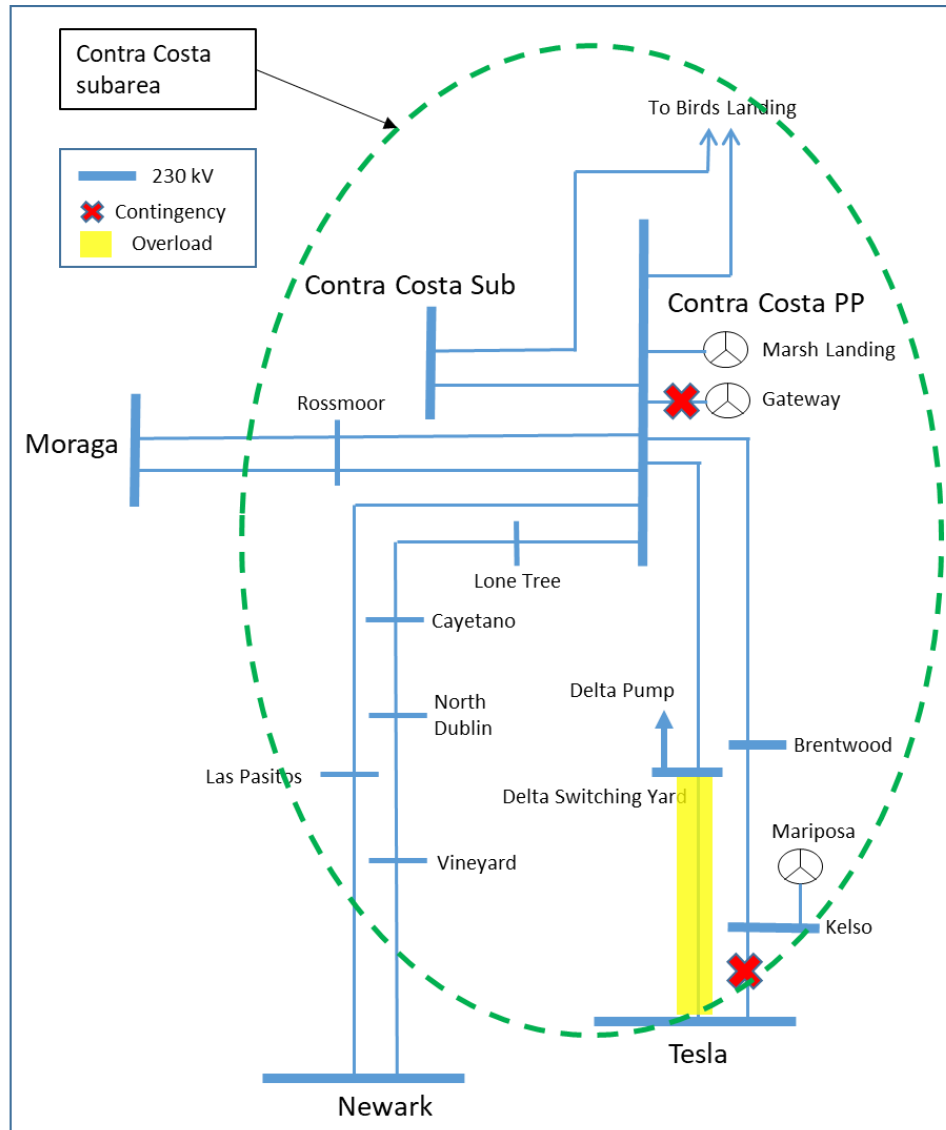 Contra Costa
subarea
To Birds Landing
230 kV
Contingency
Overload
Contra Costa Sub
Contra Costa PP
Marsh Landing
Gateway
Rossmoor
Moraga
Lone Tree
Cayetano
North
Dublin
Delta Pump
Brentwood
Las Pasitos
Delta Switching Yard
Mariposa
Vineyard
Kelso
Tesla
Newark